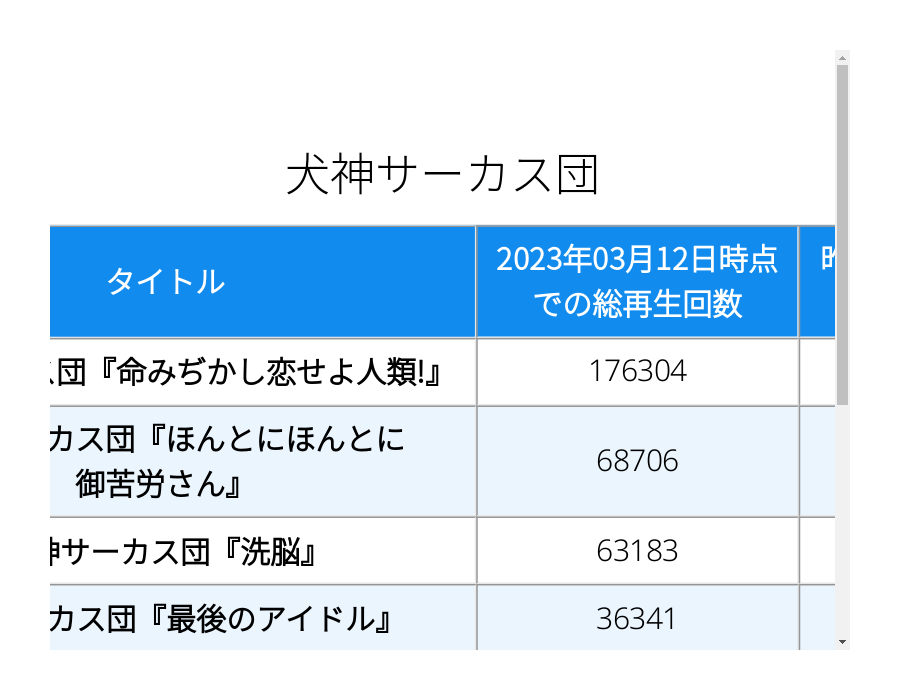 犬神サーカス団
タイトル
2023年03月12日時点
での総再生回数
団『命みぢかし恋せよ人類!』
176304
カス団『ほんとにほんとに
御苦労さん』
68706
サーカス団『洗脳』
63183
カス団『最後のアイドル』
36341